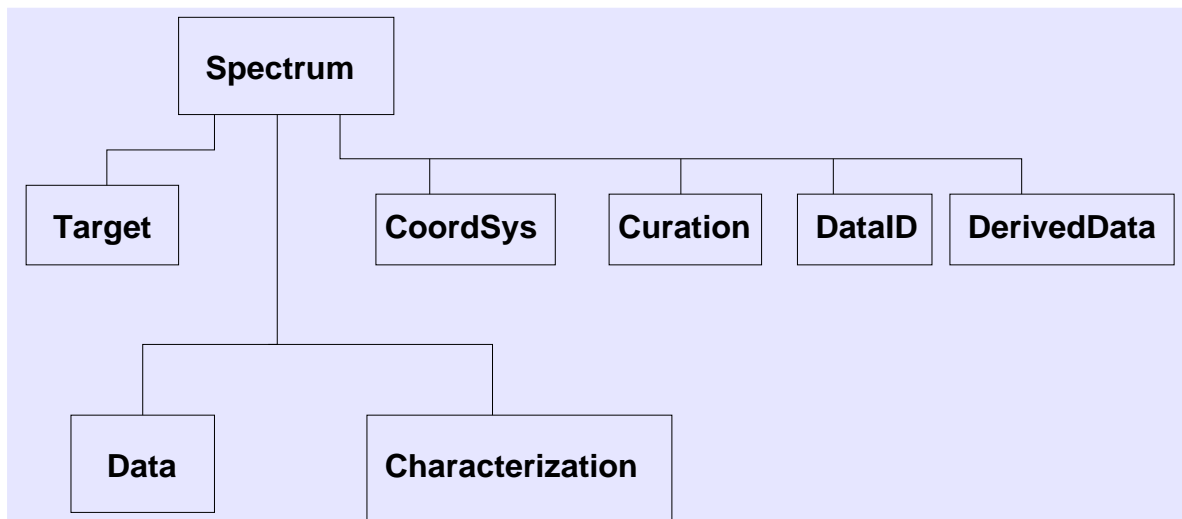 Spectrum
Target
CoordSys
Curation
DataID
DerivedData
Data
Characterization